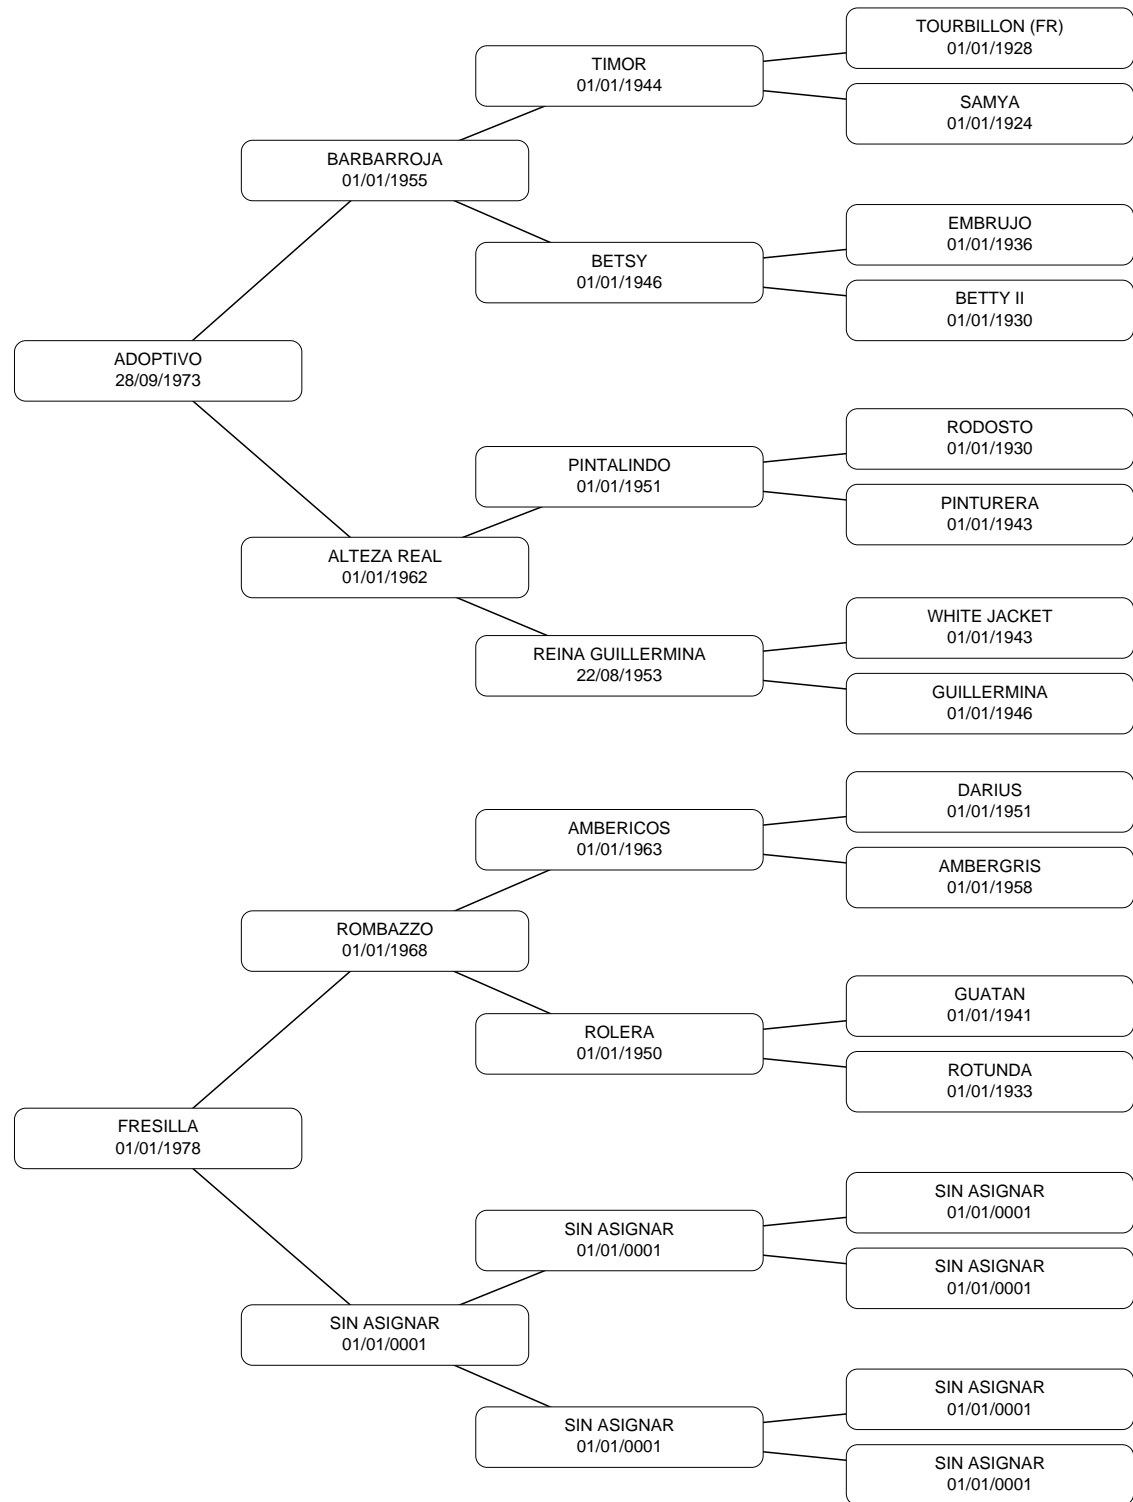 TOURBILLON (FR)
01/01/1928
TIMOR
01/01/1944
SAMYA
01/01/1924
BARBARROJA
01/01/1955
EMBRUJO
01/01/1936
BETSY
01/01/1946
BETTY II
01/01/1930
ADOPTIVO
28/09/1973
RODOSTO
01/01/1930
PINTALINDO
01/01/1951
PINTURERA
01/01/1943
ALTEZA REAL
01/01/1962
WHITE JACKET
01/01/1943
REINA GUILLERMINA
22/08/1953
GUILLERMINA
01/01/1946
DARIUS
01/01/1951
AMBERICOS
01/01/1963
AMBERGRIS
01/01/1958
ROMBAZZO
01/01/1968
GUATAN
01/01/1941
ROLERA
01/01/1950
ROTUNDA
01/01/1933
FRESILLA
01/01/1978
SIN ASIGNAR
01/01/0001
SIN ASIGNAR
01/01/0001
SIN ASIGNAR
01/01/0001
SIN ASIGNAR
01/01/0001
SIN ASIGNAR
01/01/0001
SIN ASIGNAR
01/01/0001
SIN ASIGNAR
01/01/0001